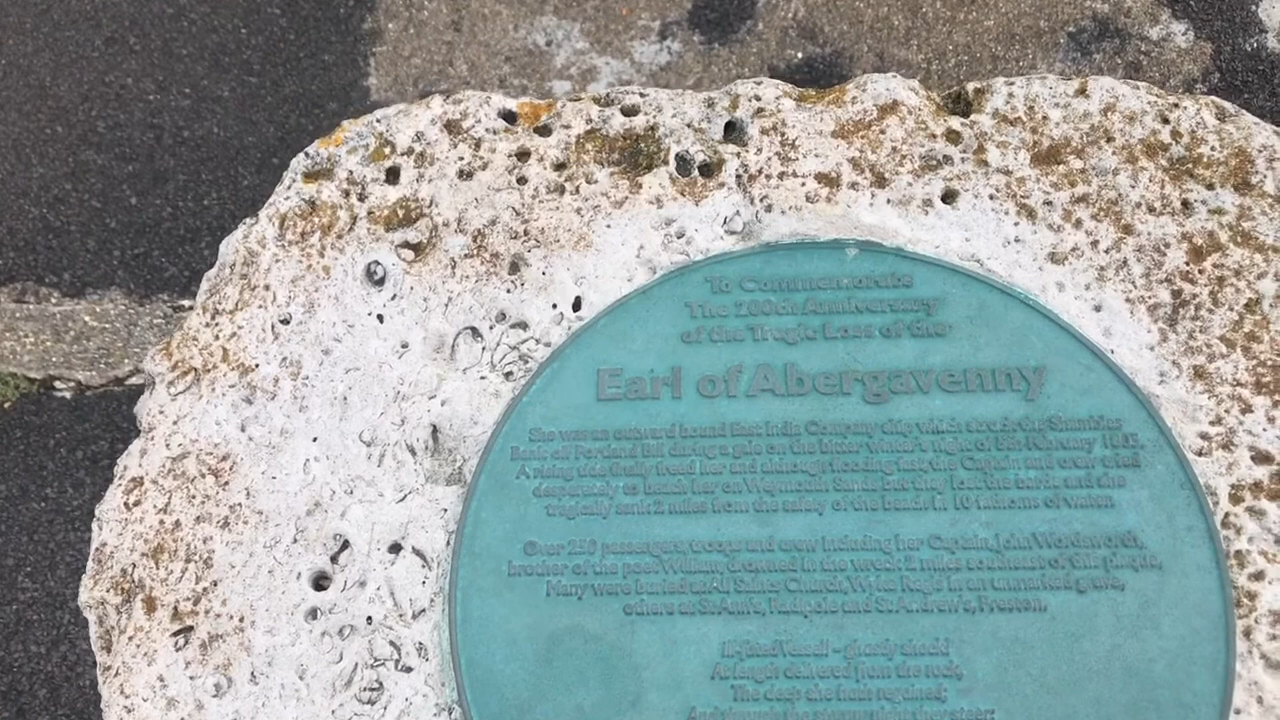 To Commemorate
The 200th Anniversary
of the Tragic Loss of the
Earl of Abergavenny
She was an outward bound East India Company ship which struck the Shambles
Bank off Portland Bill during a gale on the bitter winter's night of 5th February 1805.
A rising tide finally freed her and although flooding fast, the Captain and crew tried
desperately to beach her on Weymouth Sands but they lost the battle and she
tragically sank 2 miles from the safety of the beach in 10 fathoms of water.
Over 250 passengers, troops and crew including her Captain, John Wordsworth,
brother of the poet William, drowned in the wreck 2 miles southeast of this plaque.
Many were buried at All Saints Church, Wyke Regis in an unmarked grave,
others at St Ann's, Radipole and St Andrew's, Preston.
Ill-fated Vessel! - ghastly shock!
At length delivered from the rock,
The deep she hath regained;
And through the stormy night they steer;